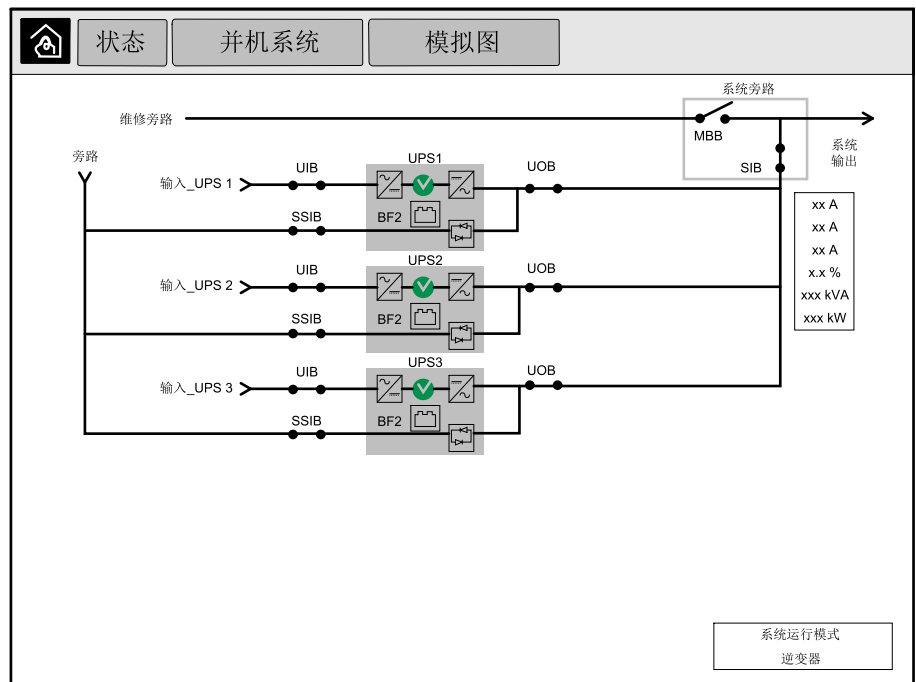 状态 并机系统 模拟图
系统旁路
维修旁路
MBB
系统
输出
旁路
SIB
UPS1
UIB
UOB
输入_UPS 1
SSIB
BF2
xx A
xx A
xx A
x.x %
xxx kVA
xxx kW
UPS2
UIB
UOB
输入_UPS 2
SSIB
BF2
UPS3
UIB
UOB
输入_UPS 3
SSIB
BF2
系统运行模式
逆变器